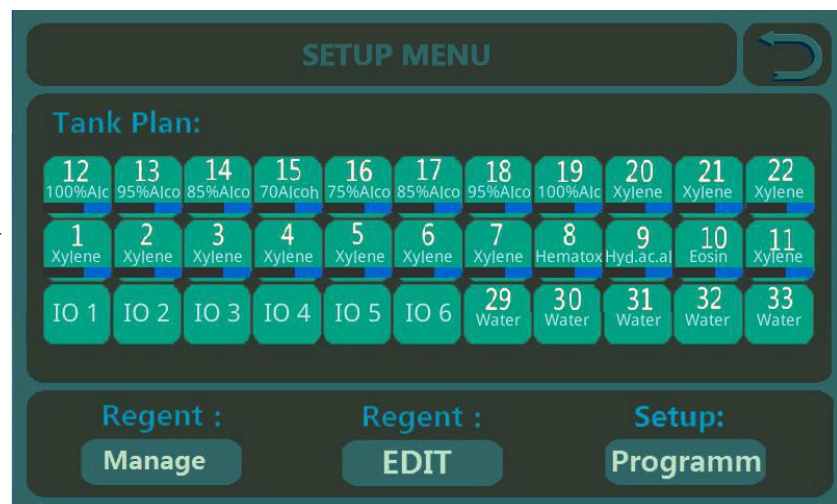 SETUP MENU
Tank Plan:
12 13 14 15 16 17 18 19 20 21 22
100%Alc 95%Alco 85%Alco 70Alcoh 75%Alco 85%Alco 95%Alco 100%Alc Xylene Xylene Xylene
1 2 3 4 5 6 7 8 9 10 11
Xylene Xylene Xylene Xylene Xylene Xylene Xylene Hematox Hyd.ac.al Eosin Xylene
IO 1 IO 2 IO 3 IO 4 IO 5 IO 6 29 30 31 32 33
Water Water Water Water Water
Regent : Regent : Setup:
Manage EDIT Programm